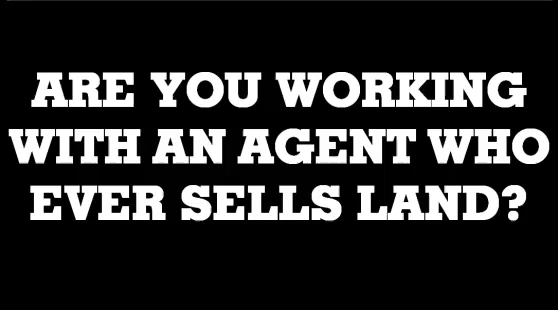 ARE YOU WORKING
WITH AN AGENT WHO
EVER SELLS LAND?